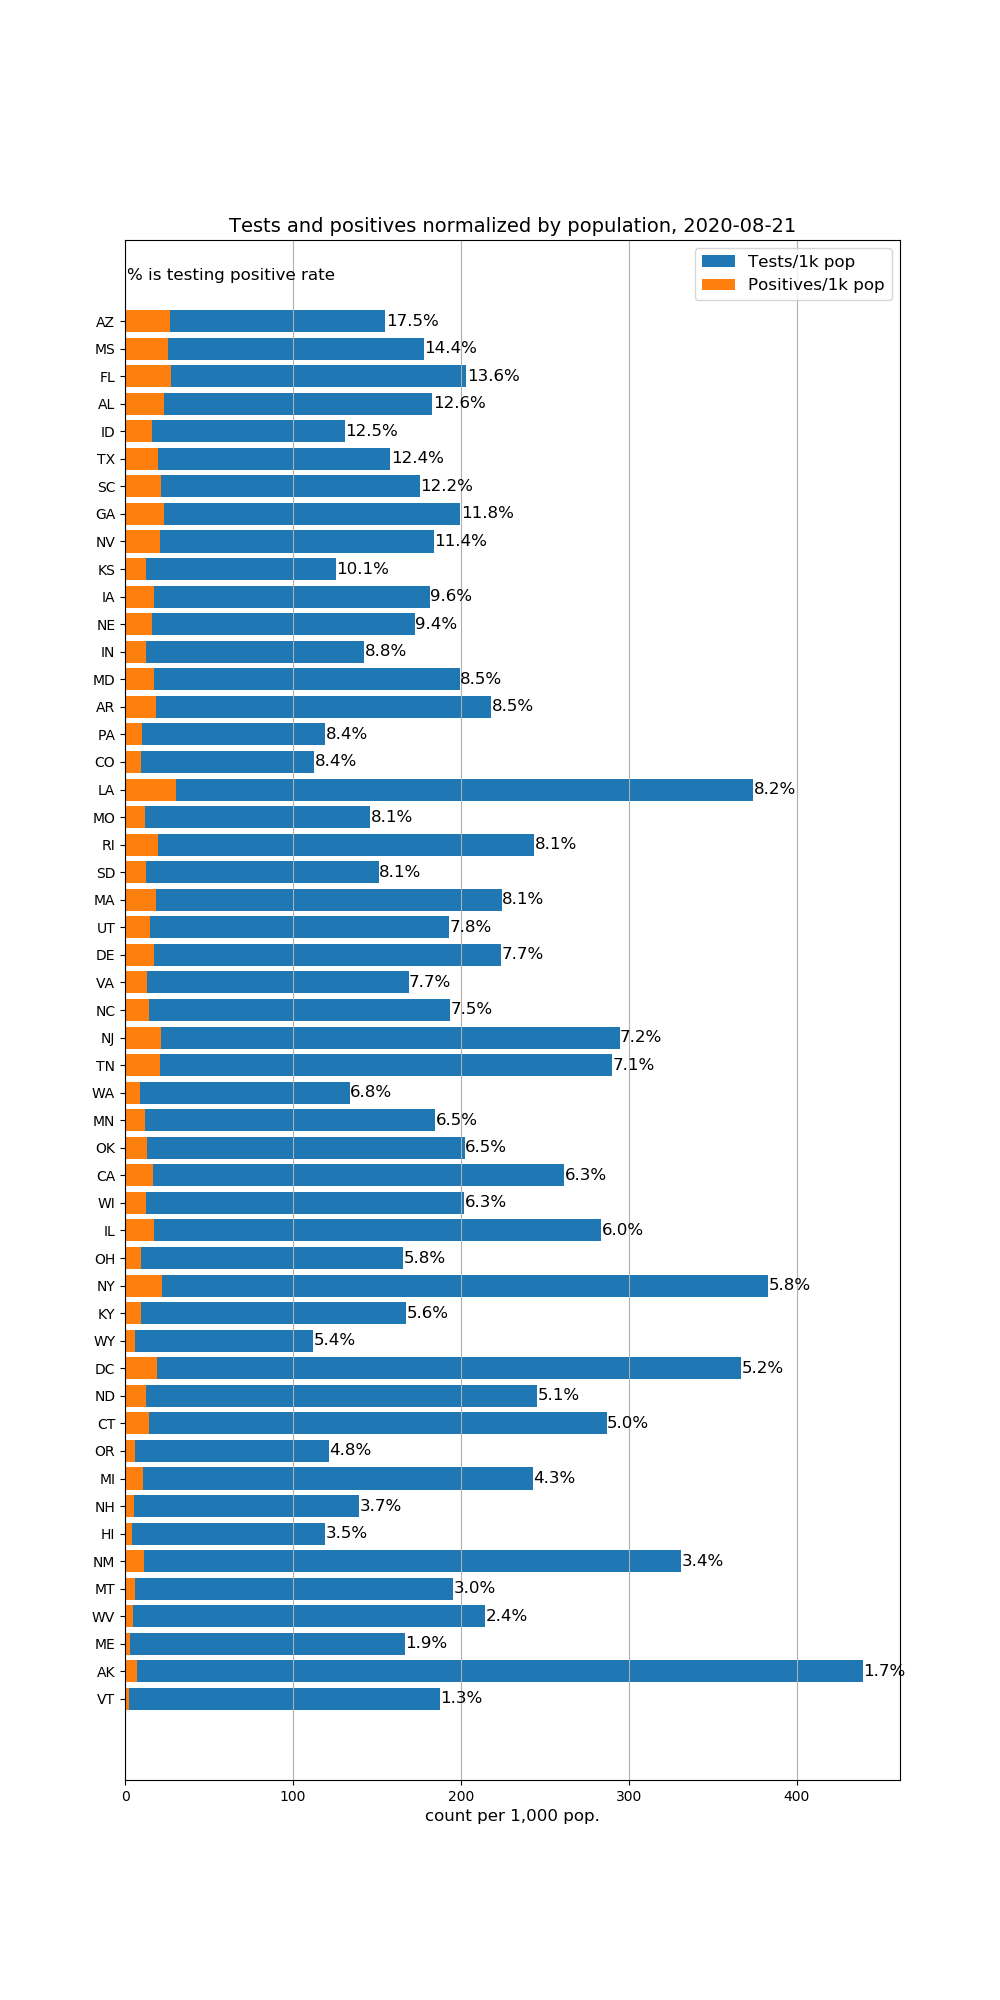 Tests and positives normalized by population, 2020-08-21
% is testing positive rate
Tests/1k pop
Positives/1k pop
AZ 17.5%
MS 14.4%
FL 13.6%
AL 12.6%
ID 12.5%
TX 12.4%
SC 12.2%
GA 11.8%
NV 11.4%
KS 10.1%
IA 9.6%
NE 9.4%
IN 8.8%
MD 8.5%
AR 8.5%
PA 8.4%
CO 8.4%
LA 8.2%
MO 8.1%
RI 8.1%
SD 8.1%
MA 8.1%
UT 7.8%
DE 7.7%
VA 7.7%
NC 7.5%
NJ 7.2%
TN 7.1%
WA 6.8%
MN 6.5%
OK 6.5%
CA 6.3%
WI 6.3%
IL 6.0%
OH 5.8%
NY 5.8%
KY 5.6%
WY 5.4%
DC 5.2%
ND 5.1%
CT 5.0%
OR 4.8%
MI 4.3%
NH 3.7%
HI 3.5%
NM 3.4%
MT 3.0%
WV 2.4%
ME 1.9%
AK 1.7%
VT 1.3%
0 100 200 300 400
count per 1,000 pop.